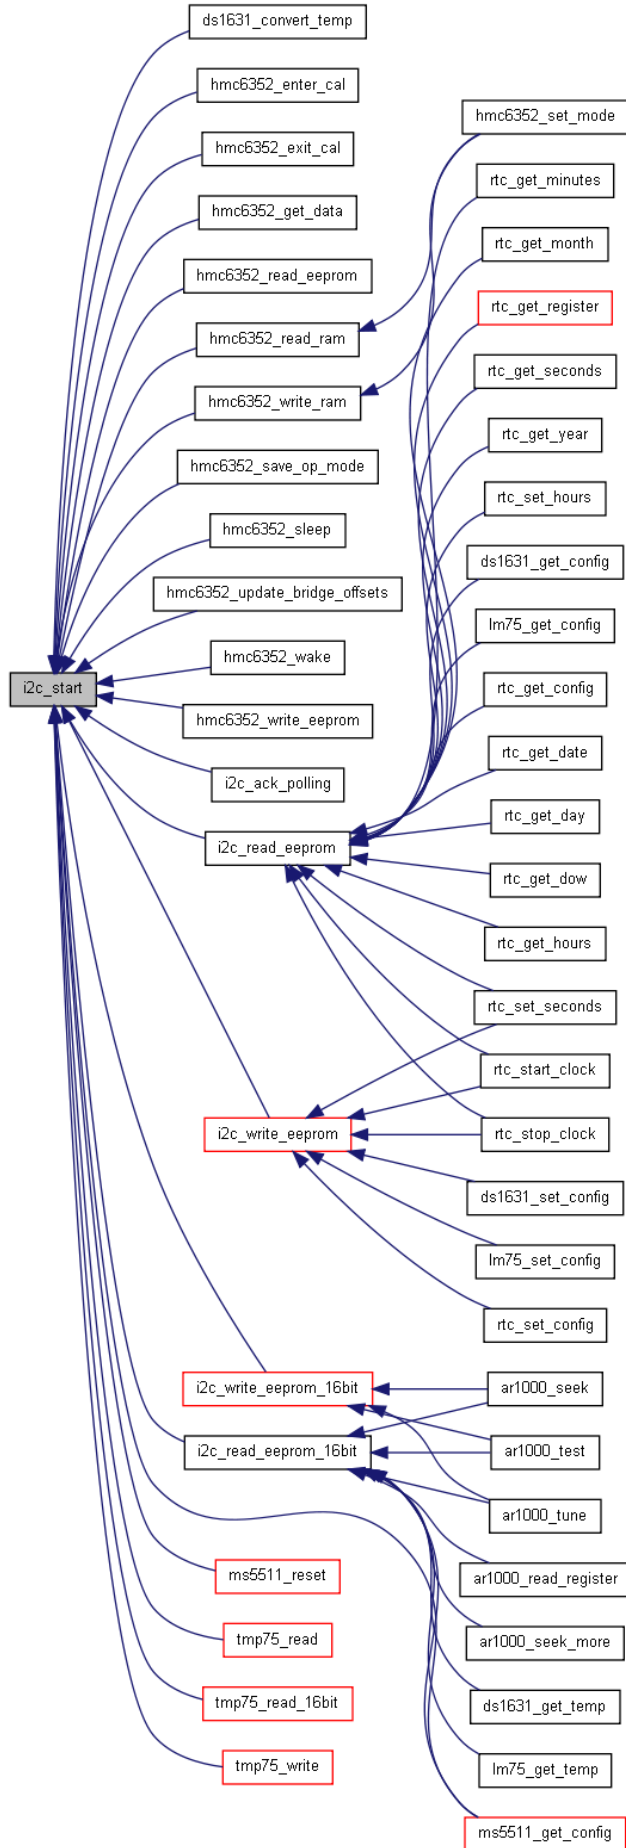 i2c_start
ds1631_convert_temp
hmc6352_enter_cal
hmc6352_exit_cal
hmc6352_get_data
hmc6352_read_eeprom
hmc6352_read_ram
hmc6352_write_ram
hmc6352_save_op_mode
hmc6352_sleep
hmc6352_update_bridge_offsets
hmc6352_wake
hmc6352_write_eeprom
i2c_ack_polling
i2c_read_eeprom
i2c_write_eeprom
i2c_write_eeprom_16bit
i2c_read_eeprom_16bit
ms5511_reset
tmp75_read
tmp75_read_16bit
tmp75_write
hmc6352_set_mode
rtc_get_minutes
rtc_get_month
rtc_get_register
rtc_get_seconds
rtc_get_year
rtc_set_hours
ds1631_get_config
lm75_get_config
rtc_get_config
rtc_get_date
rtc_get_day
rtc_get_dow
rtc_get_hours
rtc_set_seconds
rtc_start_clock
rtc_stop_clock
ds1631_set_config
lm75_set_config
rtc_set_config
ar1000_seek
ar1000_test
ar1000_tune
ar1000_read_register
ar1000_seek_more
ds1631_get_temp
lm75_get_temp
ms5511_get_config